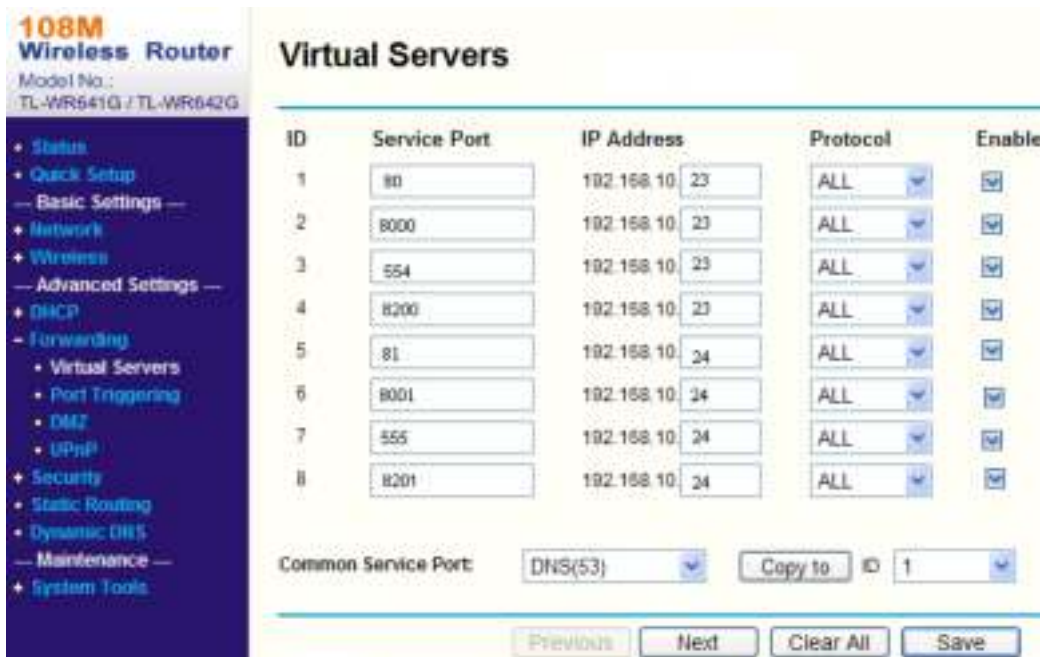 108M
Wireless Router
Model No.:
TL-WR641G / TL-WR642G
Status
Quick Setup
--- Basic Settings ---
Network
Wireless
--- Advanced Settings ---
DHCP
Forwarding
Virtual Servers
Port Triggering
DMZ
UPnP
Security
Static Routing
Dynamic DNS
--- Maintenance ---
System Tools
Virtual Servers
ID Service Port IP Address Protocol Enable
1 80 192.168.10. 23 ALL
2 8000 192.168.10. 23 ALL
3 554 192.168.10. 23 ALL
4 8200 192.168.10. 23 ALL
5 81 192.168.10. 24 ALL
6 8001 192.168.10. 24 ALL
7 555 192.168.10. 24 ALL
8 8201 192.168.10. 24 ALL
Common Service Port: DNS(53) Copy to ID 1
Previous Next Clear All Save